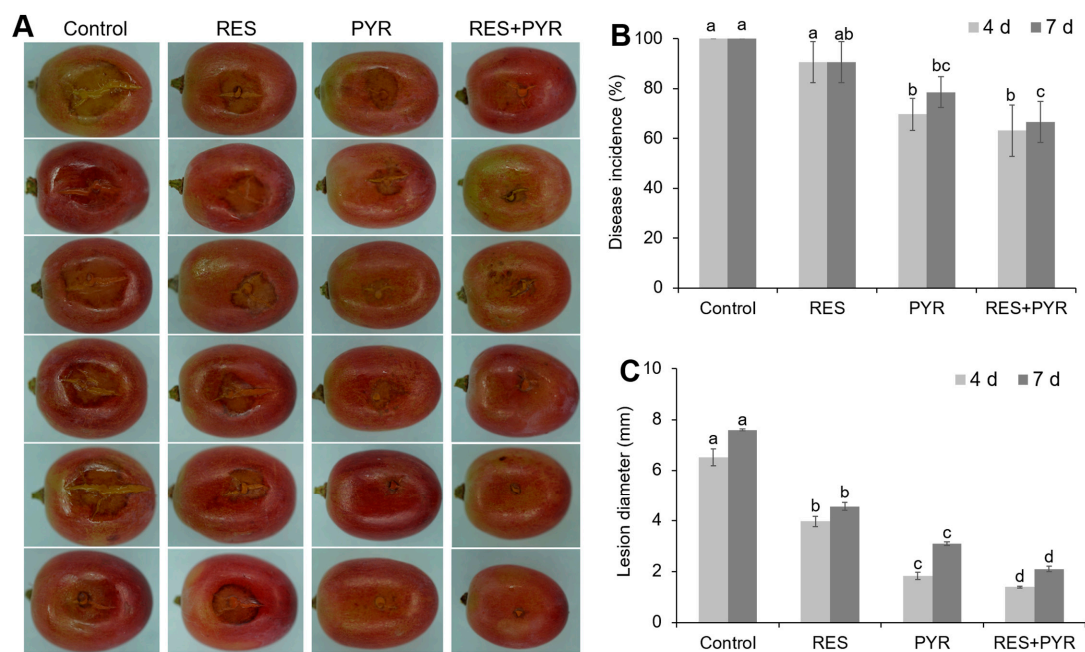 A
Control RES PYR RES+PYR
B
4 d 7 d
Disease incidence (%)
100
80
60
40
20
0
a a a ab b bc b c
Control RES PYR RES+PYR
C
4 d 7 d
Lesion diameter (mm)
10
8
6
4
2
0
a a b b c c d d
Control RES PYR RES+PYR